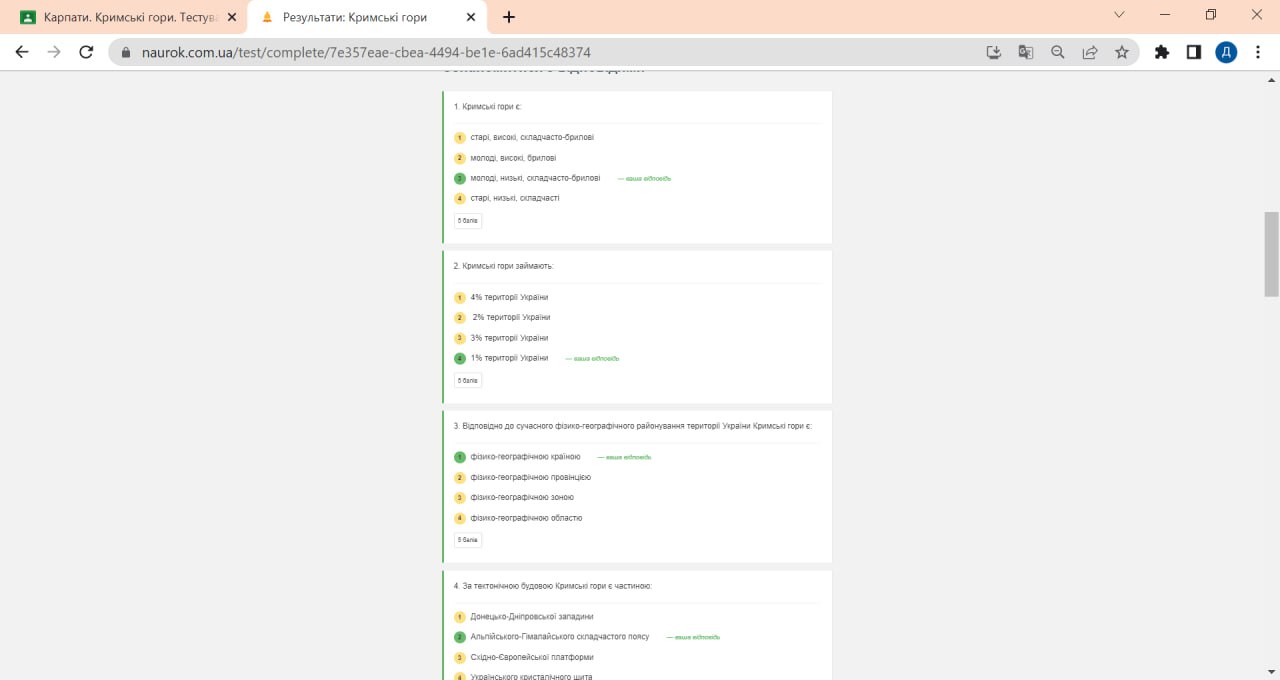 Карпати. Кримські гори. Тестува
Результати: Кримські гори
naurok.com.ua/test/complete/7e357eae-cbea-4494-be1e-6ad415c48374
Д
1. Кримські гори є:
1 старі, високі, складчасто-брилові
2 молоді, високі, брилові
3 молоді, низькі, складчасто-брилові — ваша відповідь
4 старі, низькі, складчасті
5 балів
2. Кримські гори займають:
1 4% території України
2 2% території України
3 3% території України
4 1% території України — ваша відповідь
5 балів
3. Відповідно до сучасного фізико-географічного районування території України Кримські гори є:
1 фізико-географічною країною — ваша відповідь
2 фізико-географічною провінцією
3 фізико-географічною зоною
4 фізико-географічною областю
5 балів
4. За тектонічною будовою Кримські гори є частиною:
1 Донецько-Дніпровської западини
2 Альпійського-Гімалайського складчастого поясу — ваша відповідь
3 Східно-Європейської платформи
4 Українського кристалічного щита